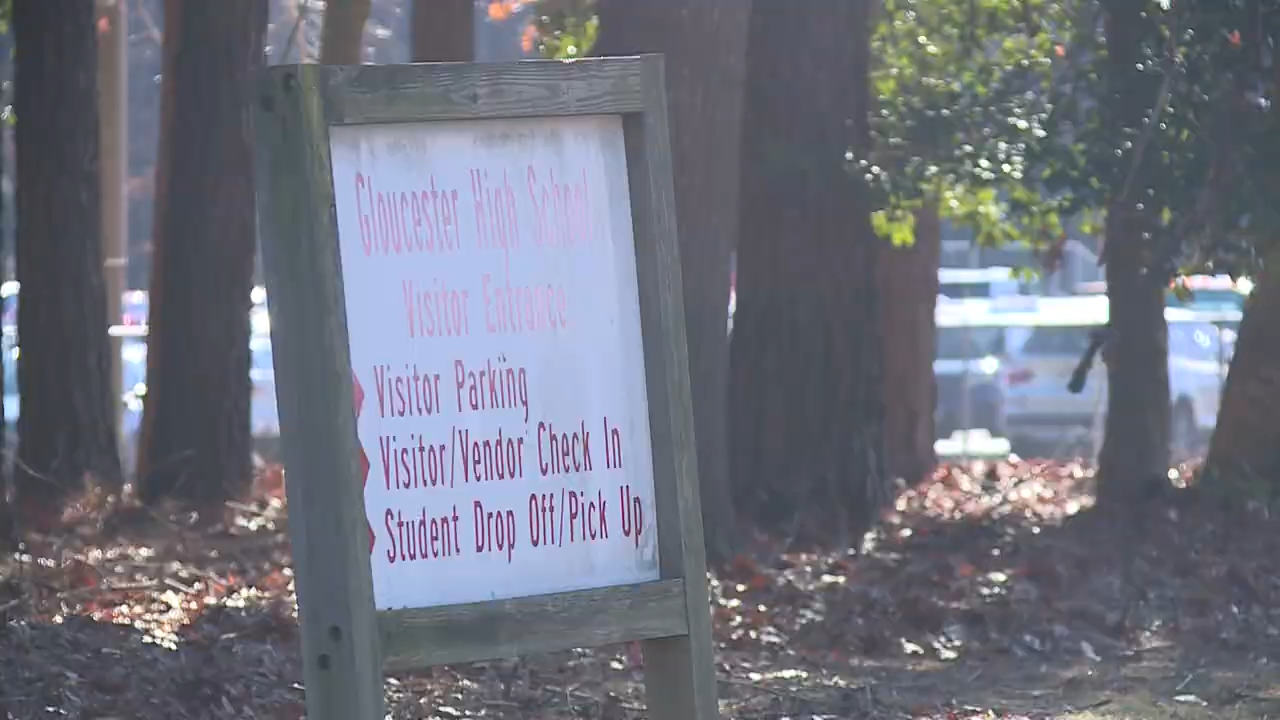 Gloucester High School
Visitor Entrance
Visitor Parking
Visitor/Vendor Check In
Student Drop Off/Pick Up